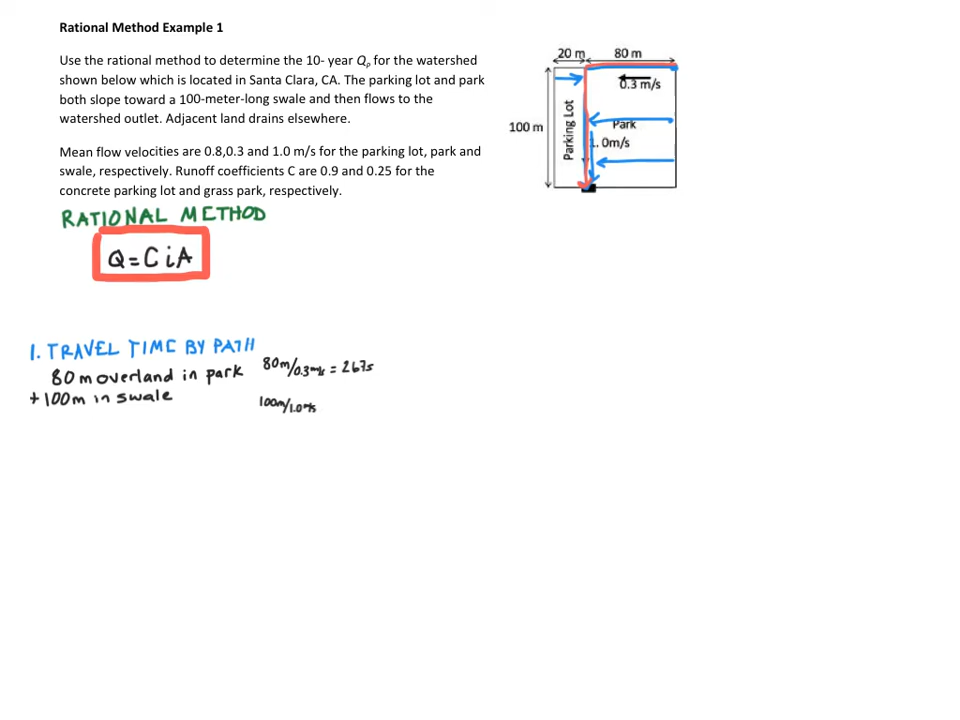 Rational Method Example 1
Use the rational method to determine the 10- year Qp for the watershed
shown below which is located in Santa Clara, CA. The parking lot and park
both slope toward a 100-meter-long swale and then flows to the
watershed outlet. Adjacent land drains elsewhere.
Mean flow velocities are 0.8,0.3 and 1.0 m/s for the parking lot, park and
swale, respectively. Runoff coefficients C are 0.9 and 0.25 for the
concrete parking lot and grass park, respectively.
RATIONAL METHOD
Q=CiA
20 m
80 m
0.3 m/s
100 m
Parking Lot
Park
1. 0m/s
1. TRAVEL TIME BY PATH
80 m overland in park 80m/0.3m/s = 267s
+ 100m in swale 100m/1.0m/s